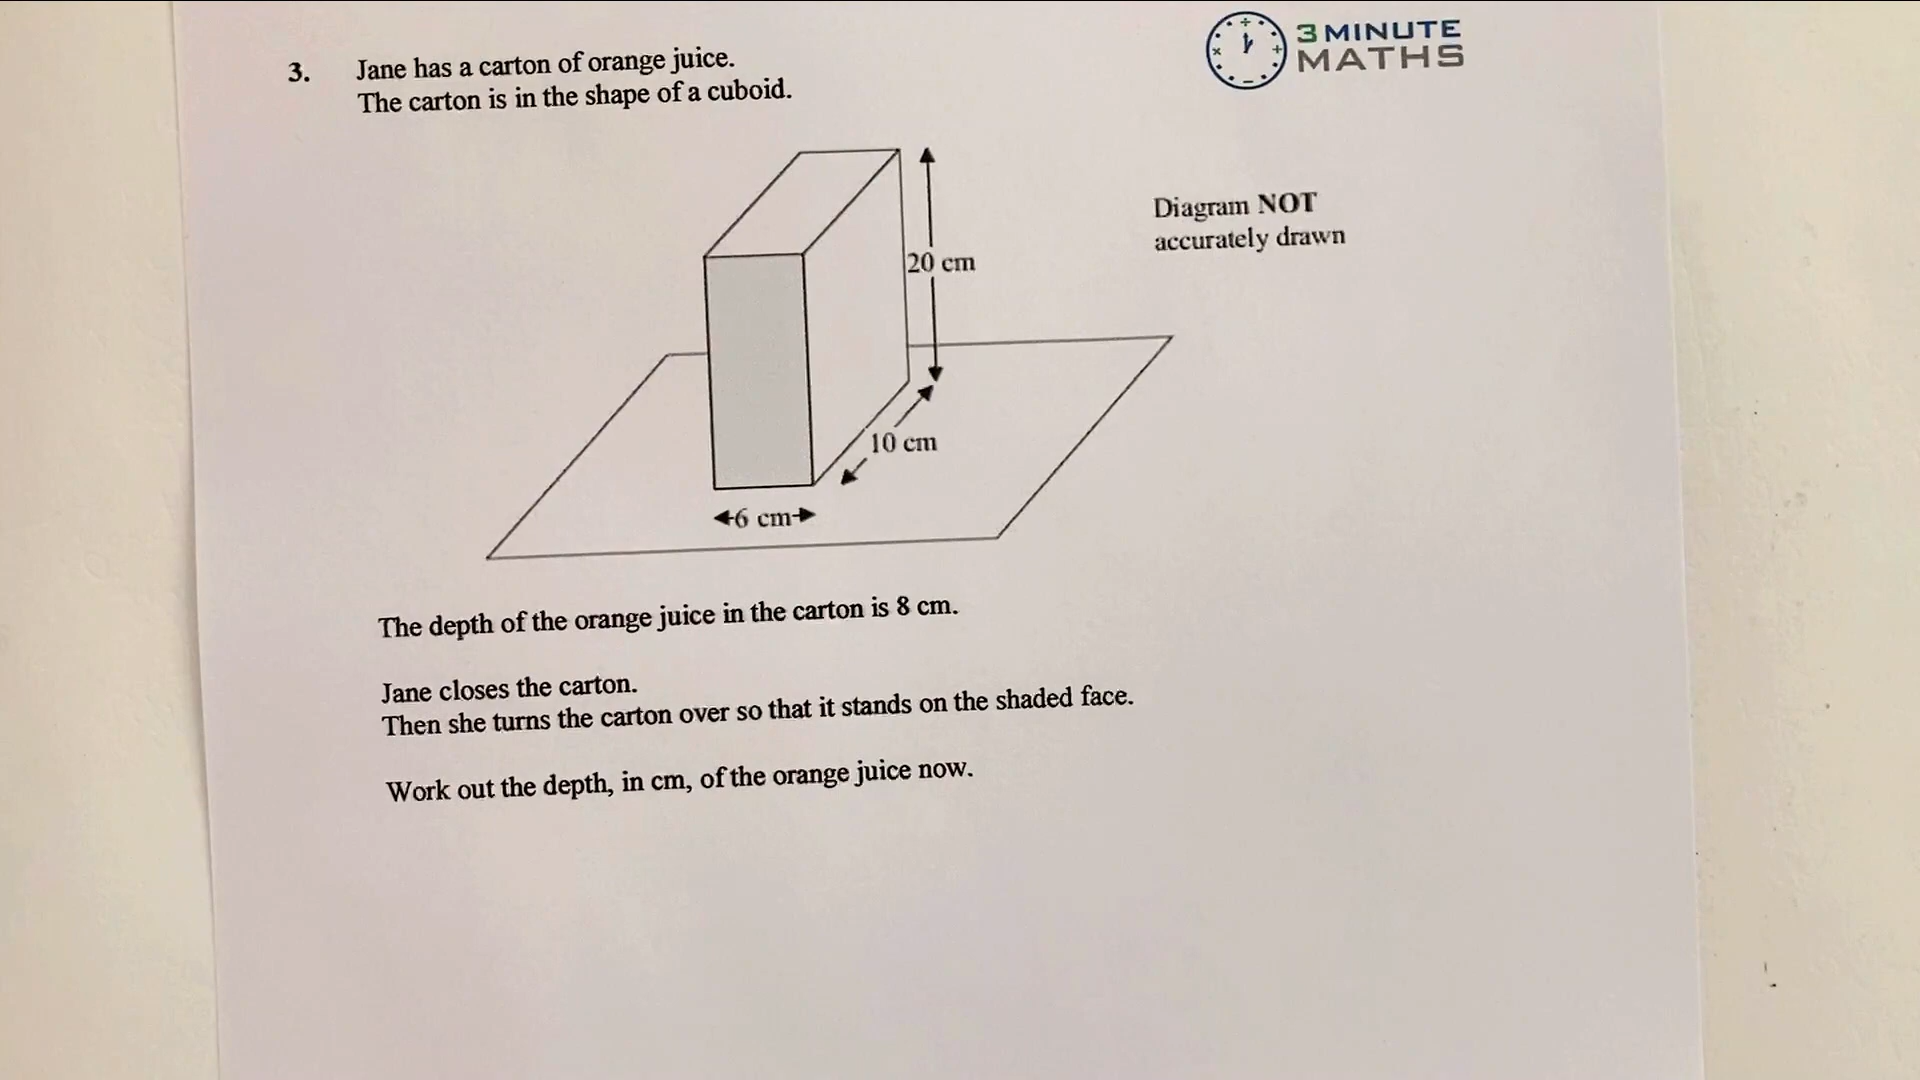 3 MINUTE
MATHS
3. Jane has a carton of orange juice.
The carton is in the shape of a cuboid.
Diagram NOT
accurately drawn
20 cm
10 cm
6 cm
The depth of the orange juice in the carton is 8 cm.
Jane closes the carton.
Then she turns the carton over so that it stands on the shaded face.
Work out the depth, in cm, of the orange juice now.